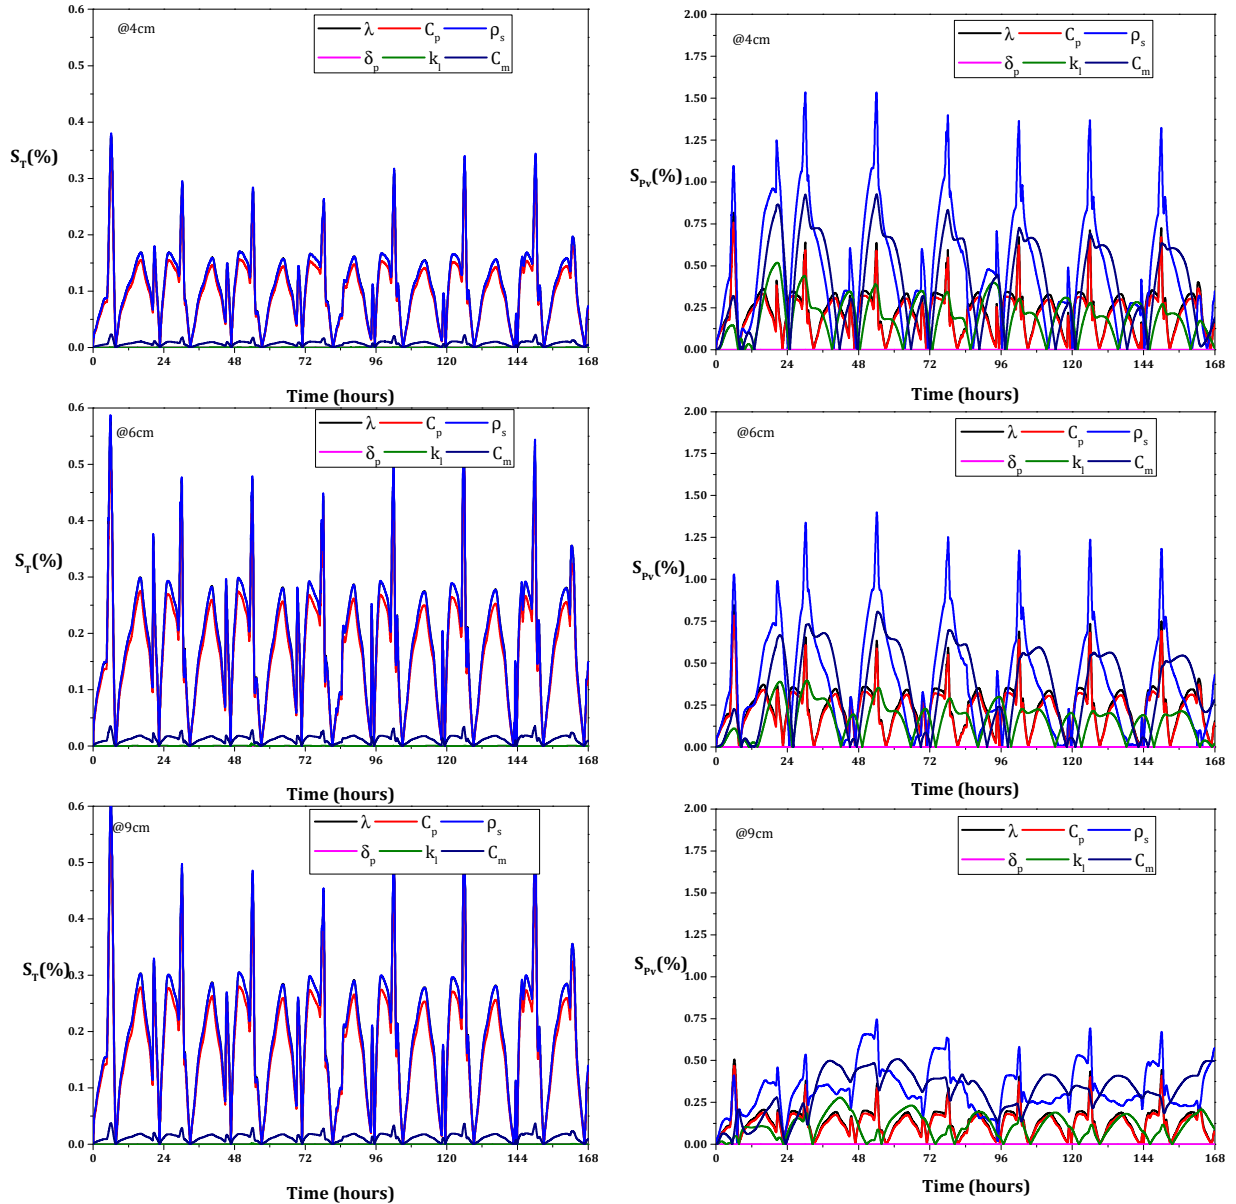 @4cm
λ C_p ρ_s
δ_p k_l C_m
S_T(%)
0.6
0.5
0.4
0.3
0.2
0.1
0.0
0 24 48 72 96 120 144 168
Time (hours)
@4cm
λ C_p ρ_s
δ_p k_l C_m
S_Pv(%)
2.00
1.75
1.50
1.25
1.00
0.75
0.50
0.25
0.00
0 24 48 72 96 120 144 168
Time (hours)
@6cm
λ C_p ρ_s
δ_p k_l C_m
S_T(%)
0.6
0.5
0.4
0.3
0.2
0.1
0.0
0 24 48 72 96 120 144 168
Time (hours)
@6cm
λ C_p ρ_s
δ_p k_l C_m
S_Pv(%)
2.00
1.75
1.50
1.25
1.00
0.75
0.50
0.25
0.00
0 24 48 72 96 120 144 168
Time (hours)
@9cm
λ C_p ρ_s
δ_p k_l C_m
S_T(%)
0.6
0.5
0.4
0.3
0.2
0.1
0.0
0 24 48 72 96 120 144 168
Time (hours)
@9cm
λ C_p ρ_s
δ_p k_l C_m
S_Pv(%)
2.00
1.75
1.50
1.25
1.00
0.75
0.50
0.25
0.00
0 24 48 72 96 120 144 168
Time (hours)